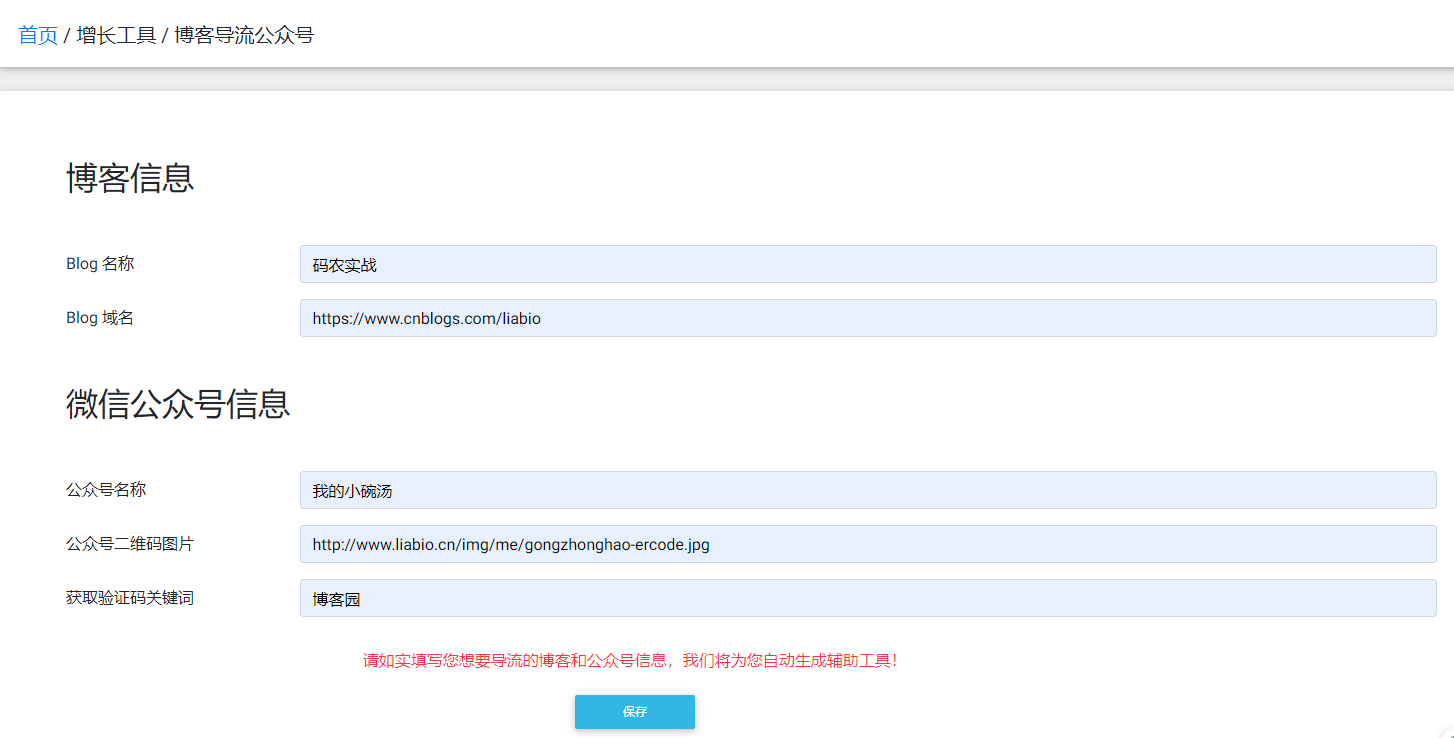 首页 / 增长工具 / 博客导流公众号
博客信息
Blog 名称 码农实战
Blog 域名 https://www.cnblogs.com/liabio
微信公众号信息
公众号名称 我的小碗汤
公众号二维码图片 http://www.liabio.cn/img/me/gongzhonghao-ercode.jpg
获取验证码关键词 博客园
请如实填写您想要导流的博客和公众号信息，我们将为您自动生成辅助工具！
保存